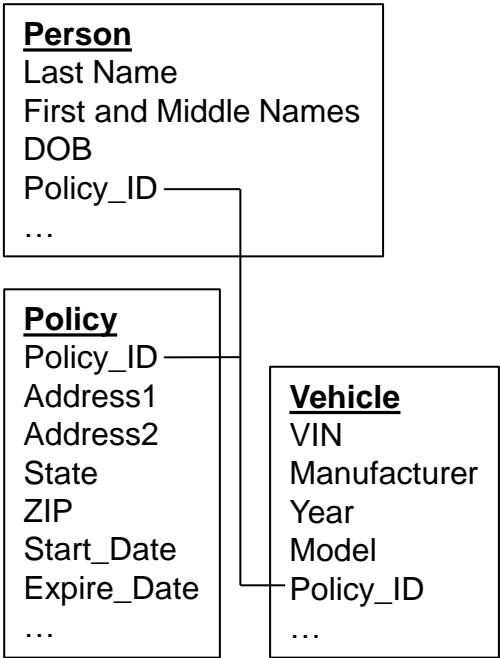 Person
Last Name
First and Middle Names
DOB
Policy_ID
…
Policy
Policy_ID
Address1
Address2
State
ZIP
Start_Date
Expire_Date
…
Vehicle
VIN
Manufacturer
Year
Model
Policy_ID
…